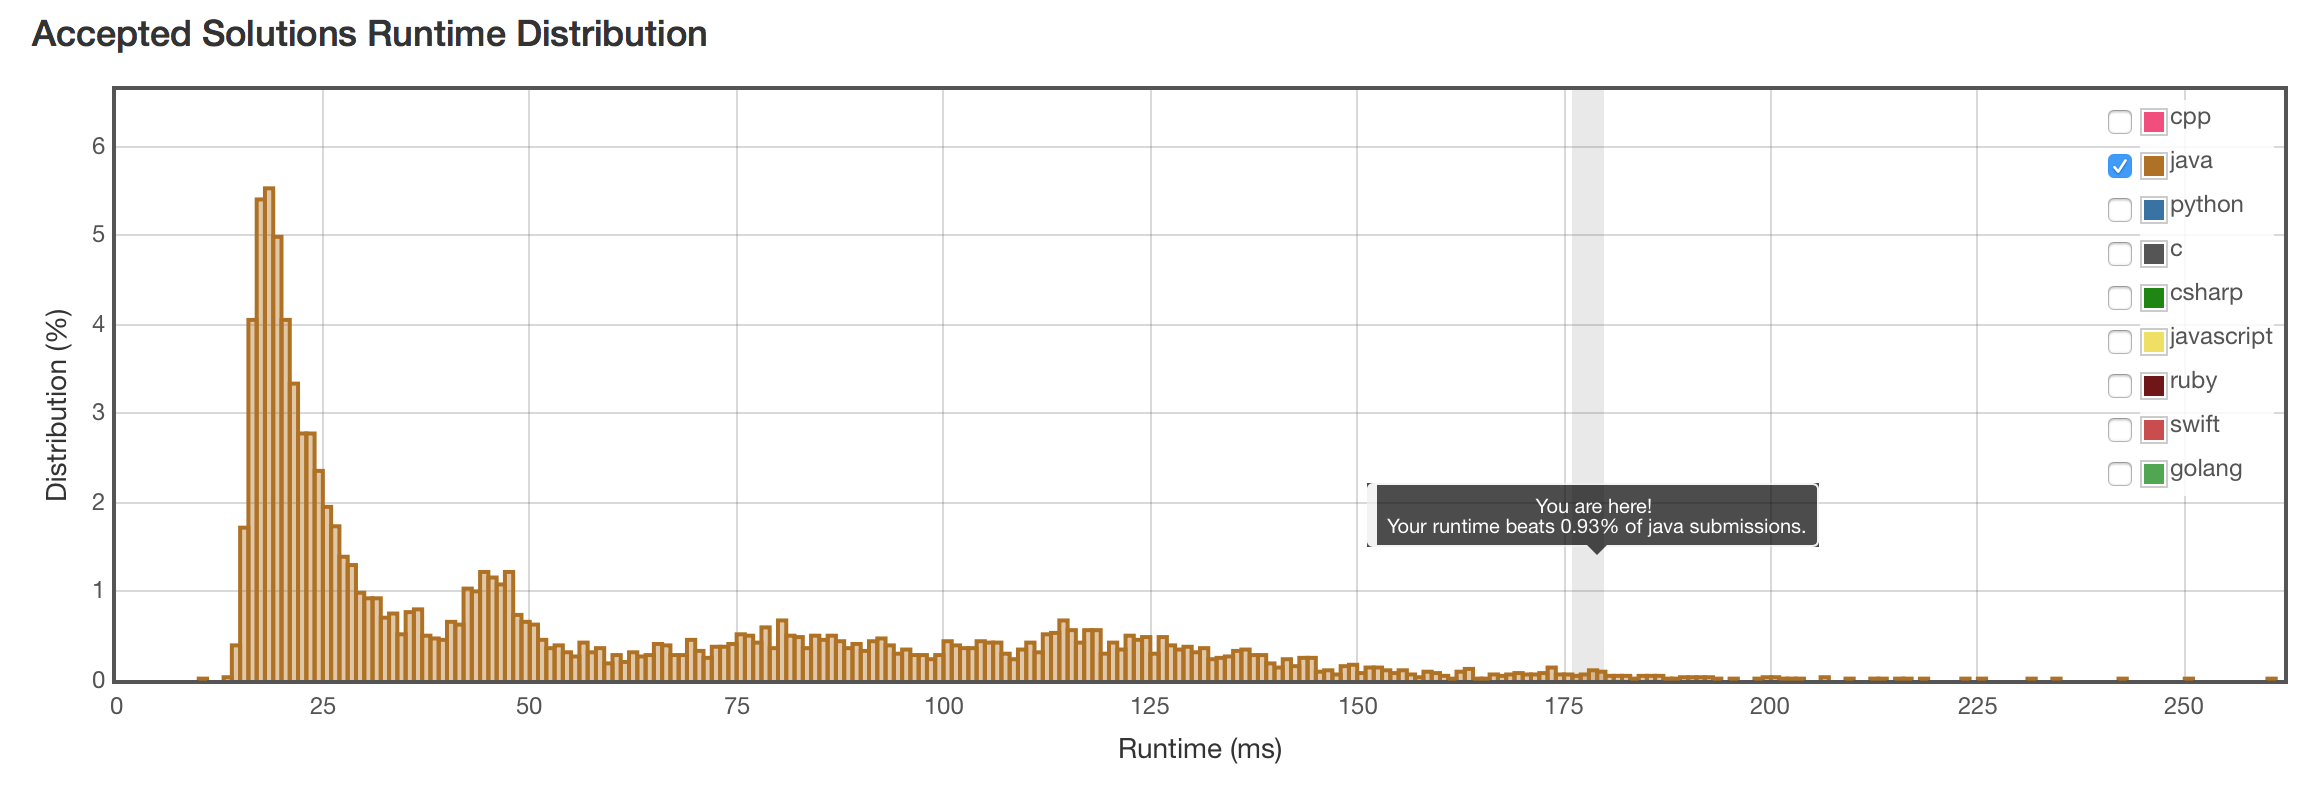 Accepted Solutions Runtime Distribution
Distribution (%)
6
5
4
3
2
1
0
0 25 50 75 100 125 150 175 200 225 250
Runtime (ms)
You are here!
Your runtime beats 0.93% of java submissions.
cpp
java
python
c
csharp
javascript
ruby
swift
golang